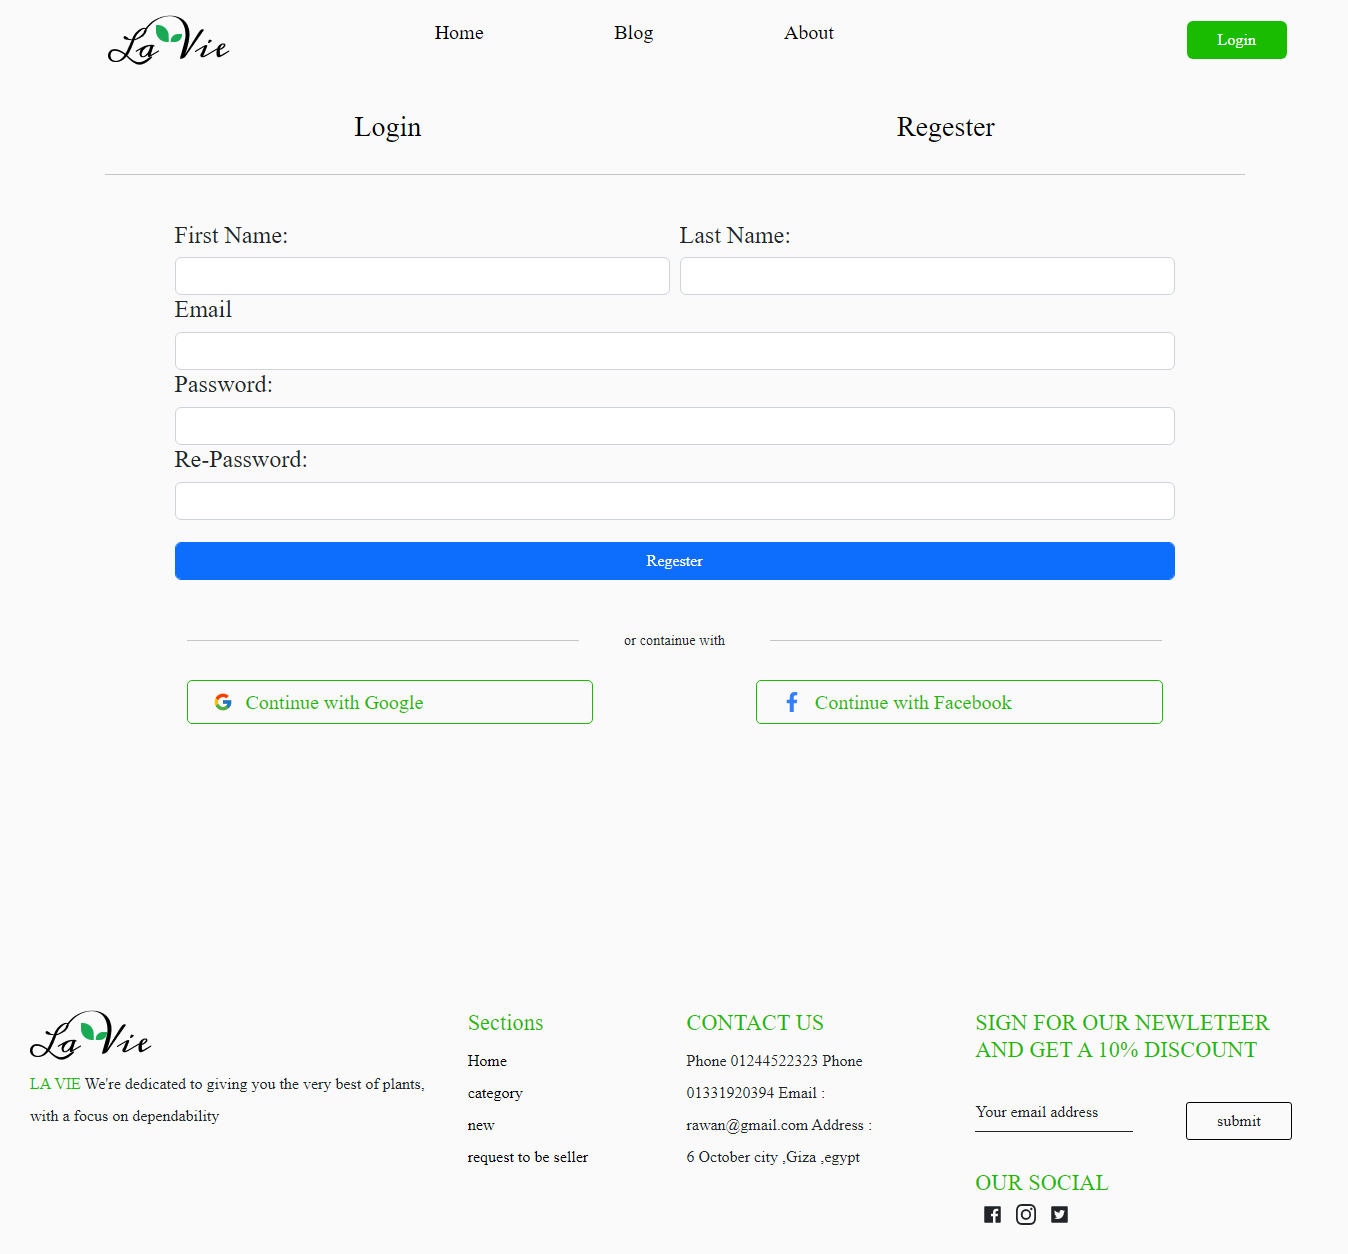 La Vie
Home
Blog
About
Login
Login
Regester
First Name:
Last Name:
Email
Password:
Re-Password:
Regester
or containue with
Continue with Google
Continue with Facebook
La Vie
LA VIE We're dedicated to giving you the very best of plants,
with a focus on dependability
Sections
Home
category
new
request to be seller
CONTACT US
Phone 01244522323 Phone
01331920394 Email :
rawan@gmail.com Address :
6 October city ,Giza ,egypt
SIGN FOR OUR NEWLETEER
AND GET A 10% DISCOUNT
Your email address
submit
OUR SOCIAL